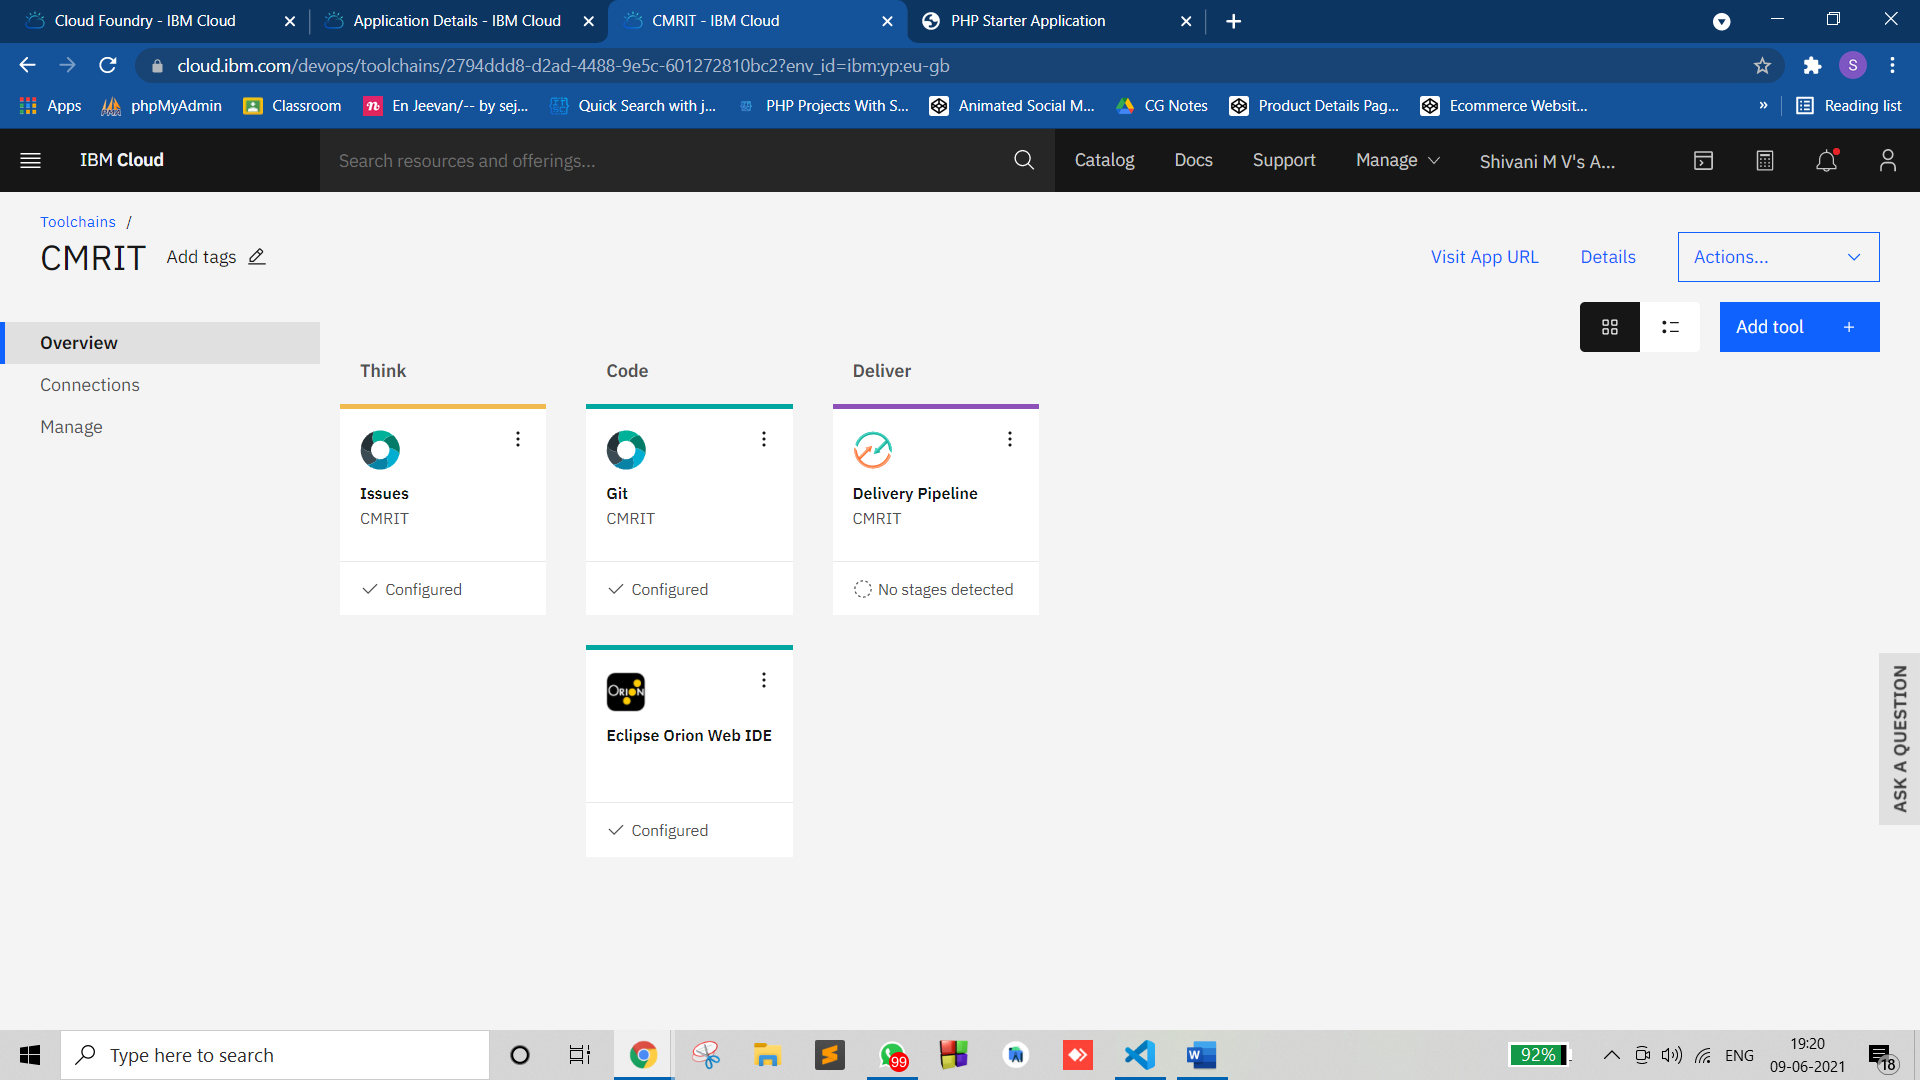 Cloud Foundry - IBM Cloud
Application Details - IBM Cloud
CMRIT - IBM Cloud
PHP Starter Application
cloud.ibm.com/devops/toolchains/2794ddd8-d2ad-4488-9e5c-601272810bc2?env_id=ibm:yp:eu-gb
S
Apps
phpMyAdmin
Classroom
n
En Jeevan/-- by sej...
Quick Search with j...
PHP Projects With S...
Animated Social M...
CG Notes
Product Details Pag...
Ecommerce Websit...
»
Reading list
IBM Cloud
Search resources and offerings...
Catalog
Docs
Support
Manage
Shivani M V's A...
Toolchains /
CMRIT
Add tags
Visit App URL
Details
Actions...
Add tool +
Overview
Connections
Manage
Think
Code
Deliver
Issues
CMRIT
Configured
Git
CMRIT
Configured
Delivery Pipeline
CMRIT
No stages detected
ORION
Eclipse Orion Web IDE
Configured
ASK A QUESTION
Type here to search
99
W
92%
ENG
19:20
09-06-2021
18